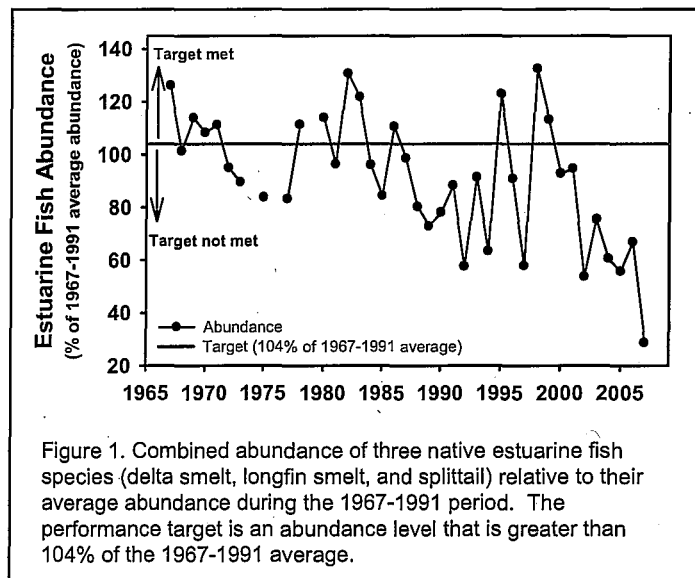 Estuarine Fish Abundance
(% of 1967-1991 average abundance)
140
120
100
80
60
40
20
Target met
Target not met
Abundance
Target (104% of 1967-1991 average)
1965 1970 1975 1980 1985 1990 1995 2000 2005
Figure 1. Combined abundance of three native estuarine fish
species (delta smelt, longfin smelt, and splittail) relative to their
average abundance during the 1967-1991 period. The
performance target is an abundance level that is greater than
104% of the 1967-1991 average.